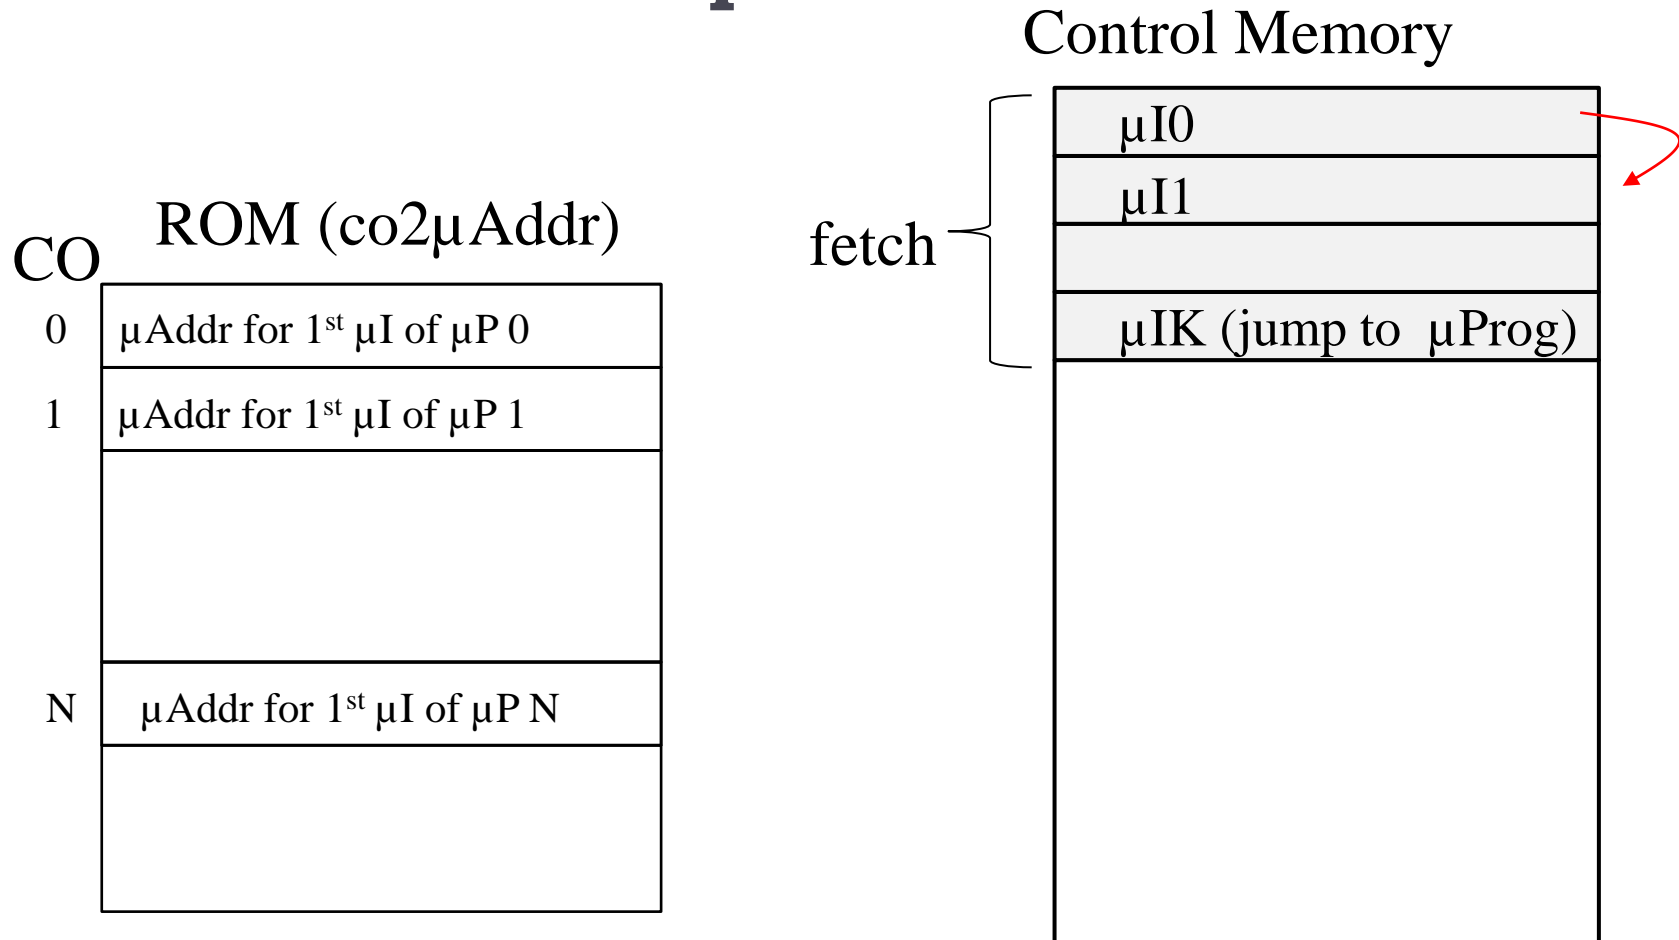 Control Memory
µI0
µI1
fetch
µIK (jump to µProg)
ROM (co2µAddr)
CO
0 µAddr for 1st µI of µP 0
1 µAddr for 1st µI of µP 1
N µAddr for 1st µI of µP N